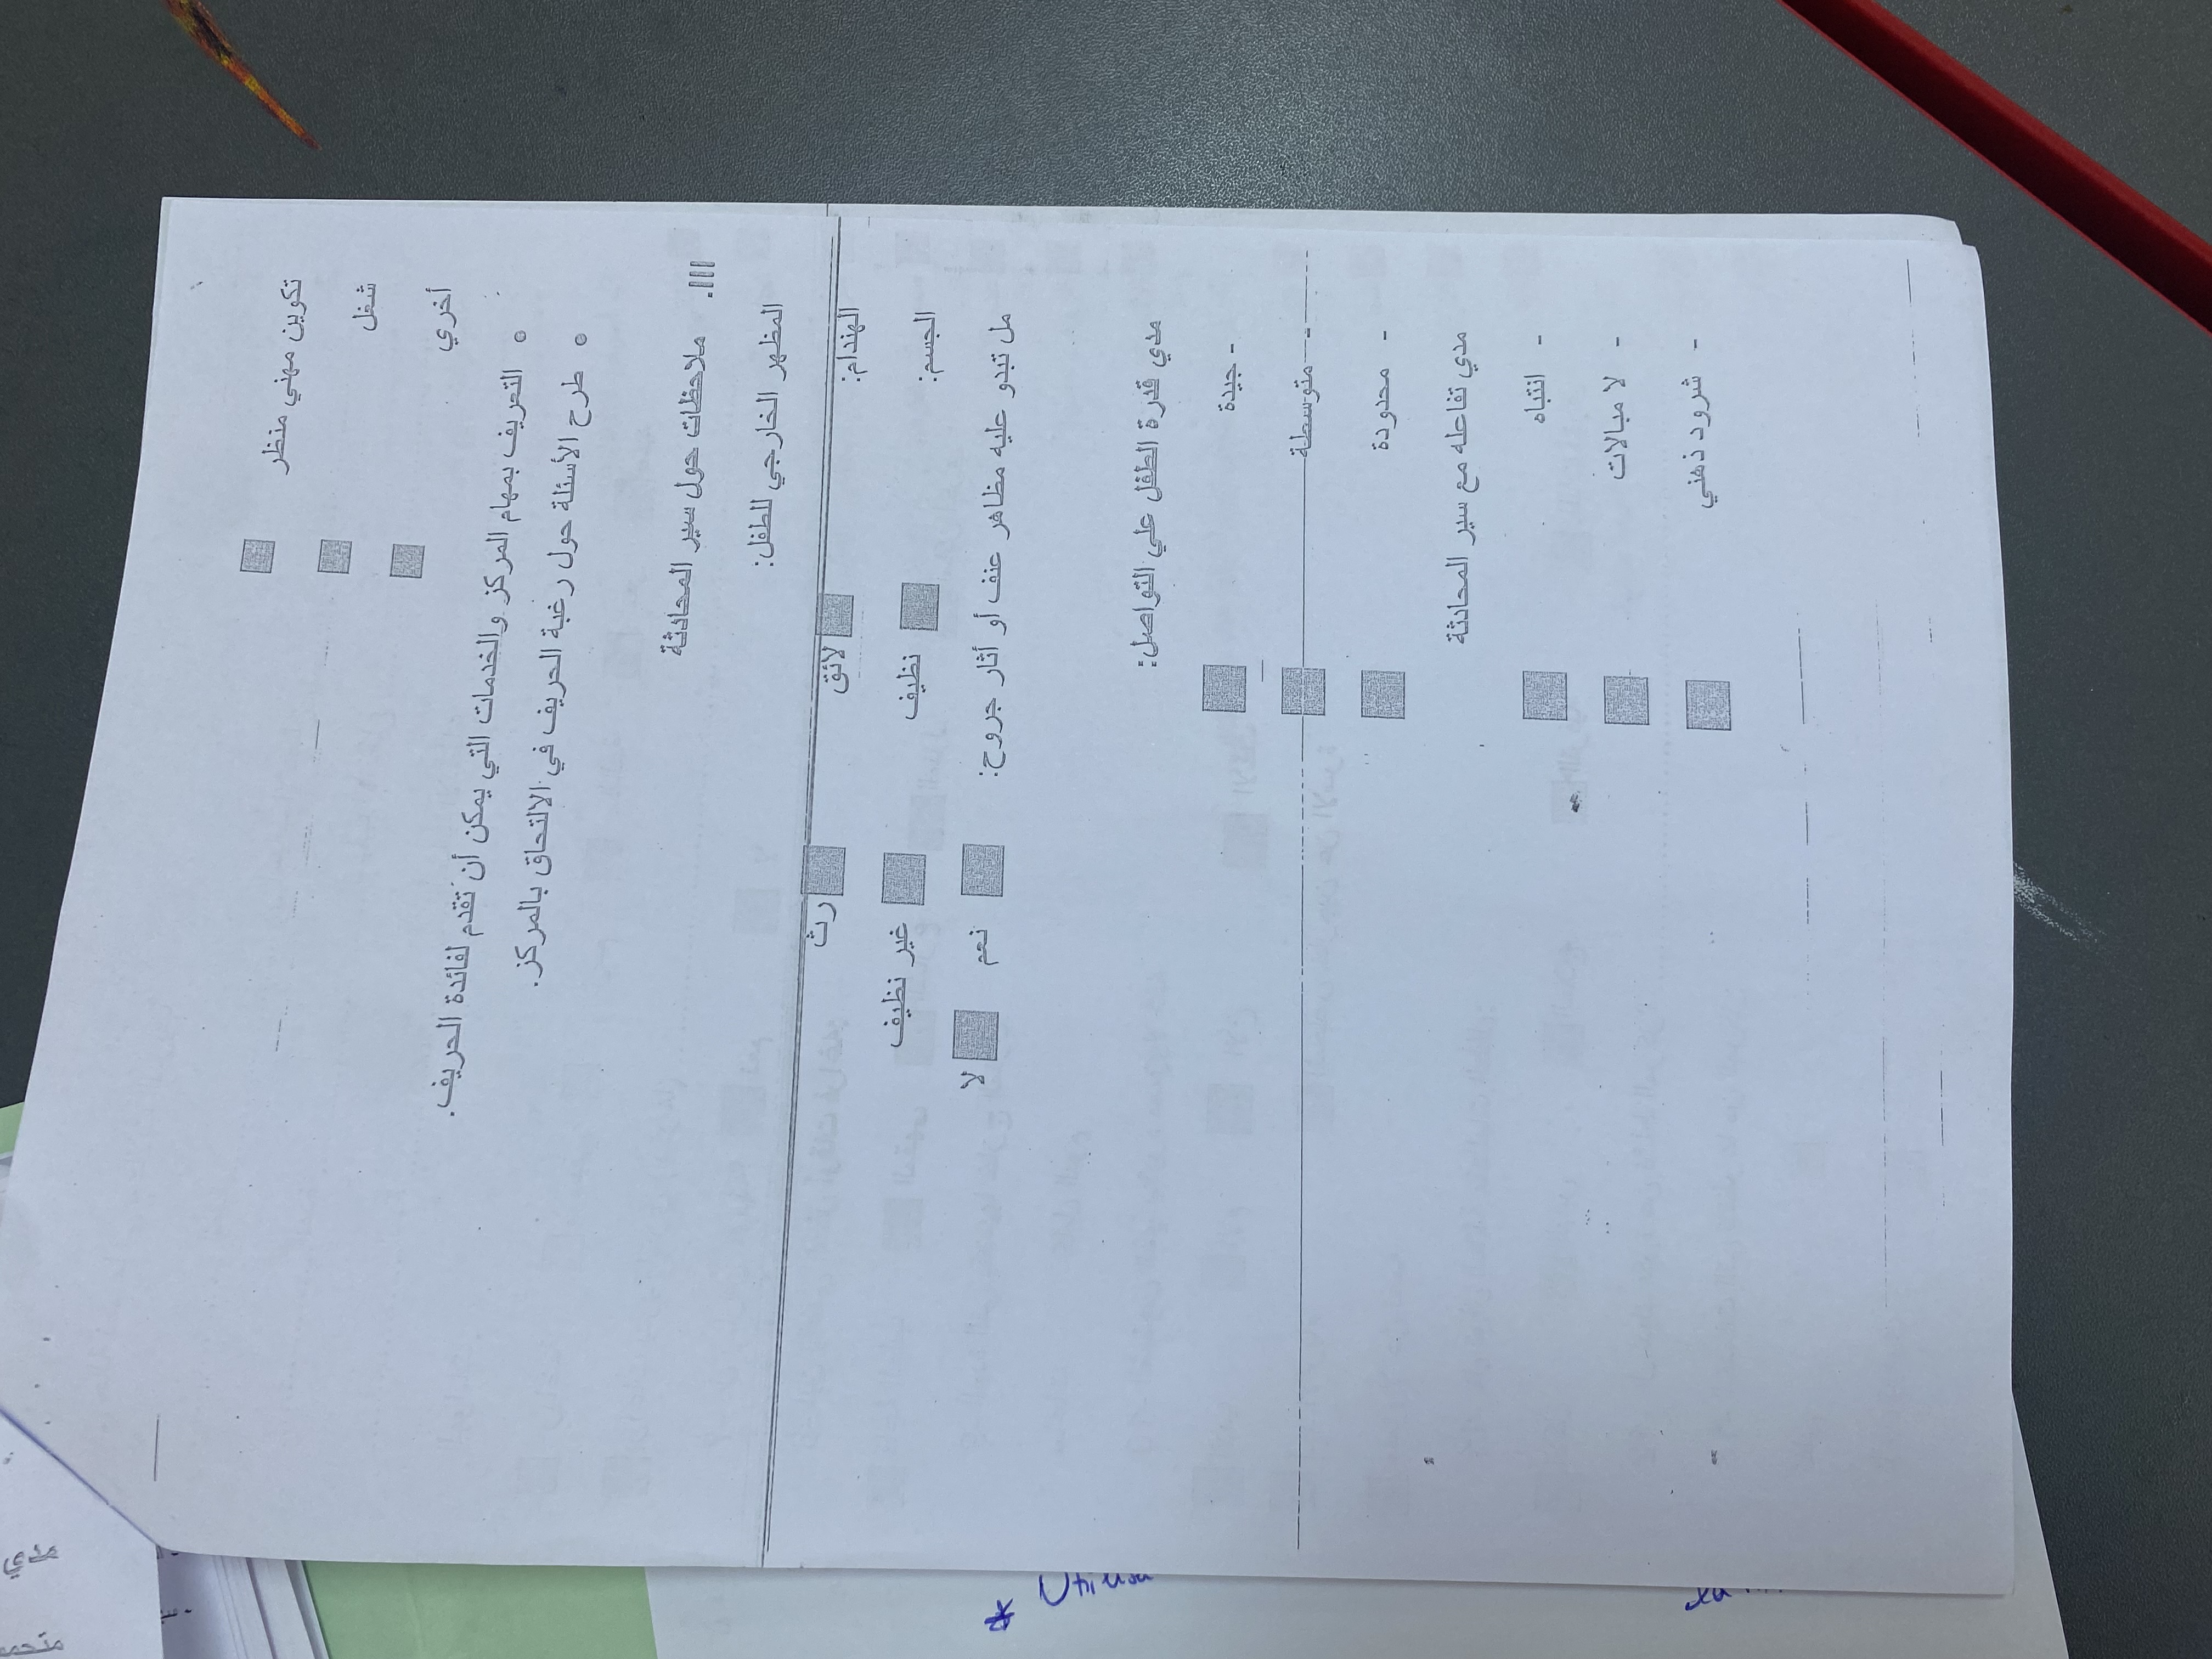 تكوين مهني منظر
شغل
أخري
التعريف بمهام المركز والخدمات التي يمكن أن تقدم لفائدة الحريف.
طرح الأسئلة حول رغبة الحريف في الالتحاق بالمركز.
III. ملاحظات حول سير المحادثة
المظهر الخارجي للطفل:
الهندام: لائق رث
الجسم: نظيف غير نظيف
مل تبدو عليه مظاهر عنف أو أثار جروح: نعم لا
مدي قدرة الطفل علي التواصل:
- جيدة
- متوسطة
- محدودة
مدي تفاعله مع سير المحادثة
- انتباه
- لا مبالات
- شرود ذهني